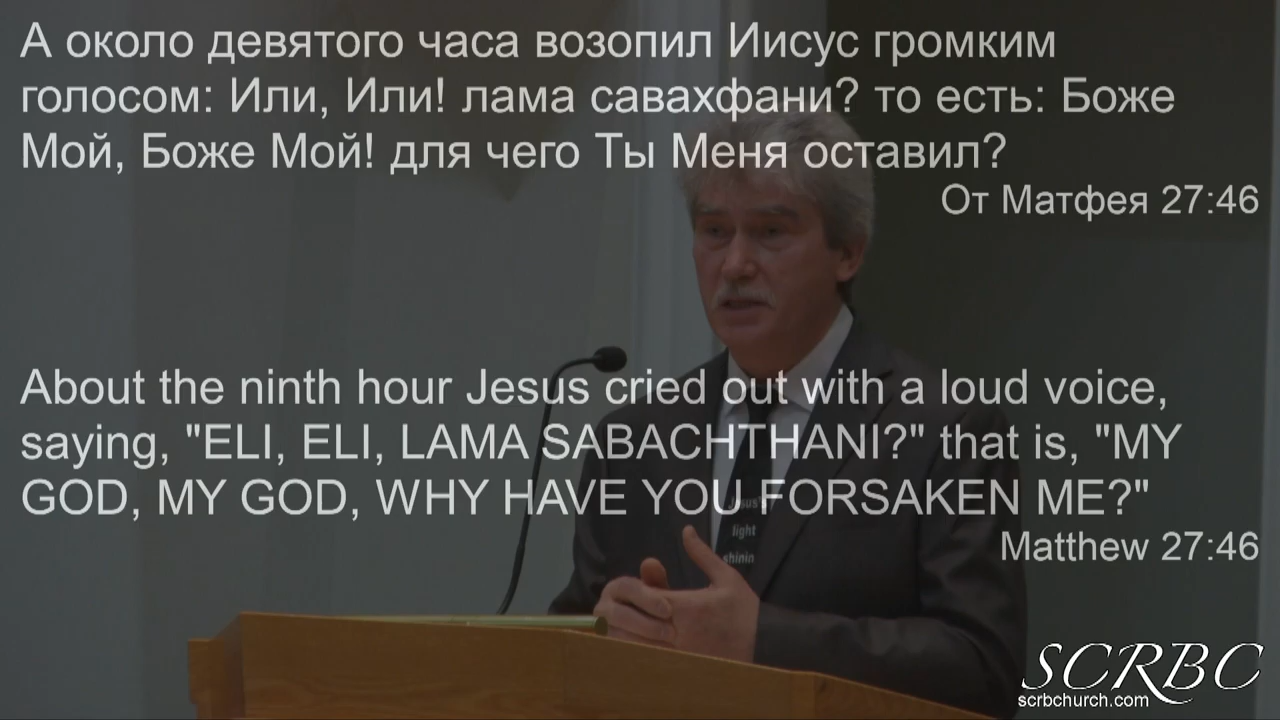 А около девятого часа возопил Иисус громким
голосом: Или, Или! лама савахфани? то есть: Боже
Мой, Боже Мой! для чего Ты Меня оставил?
От Матфея 27:46
About the ninth hour Jesus cried out with a loud voice,
saying, "ELI, ELI, LAMA SABACHTHANI?" that is, "MY
GOD, MY GOD, WHY HAVE YOU FORSAKEN ME?"
Matthew 27:46
Jesus'
light
shinin
SCRBC
scrbchurch.com